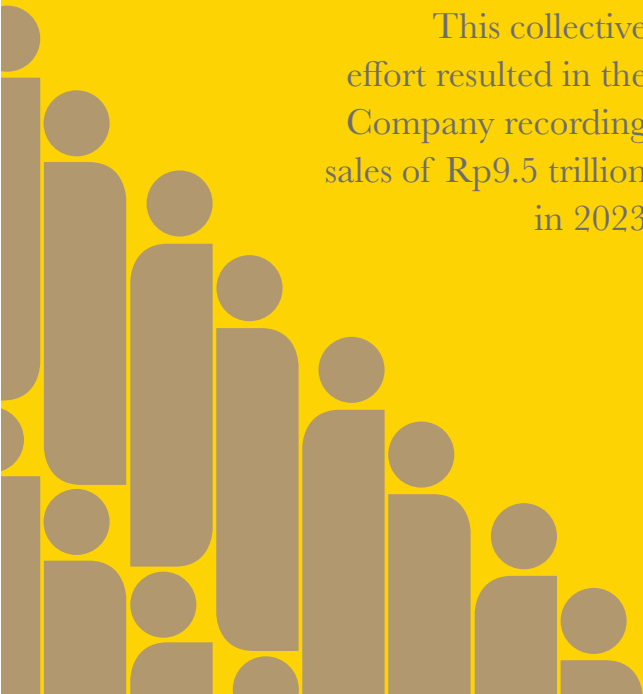 This collective
effort resulted in the
Company recording
sales of Rp9.5 trillion
in 2023